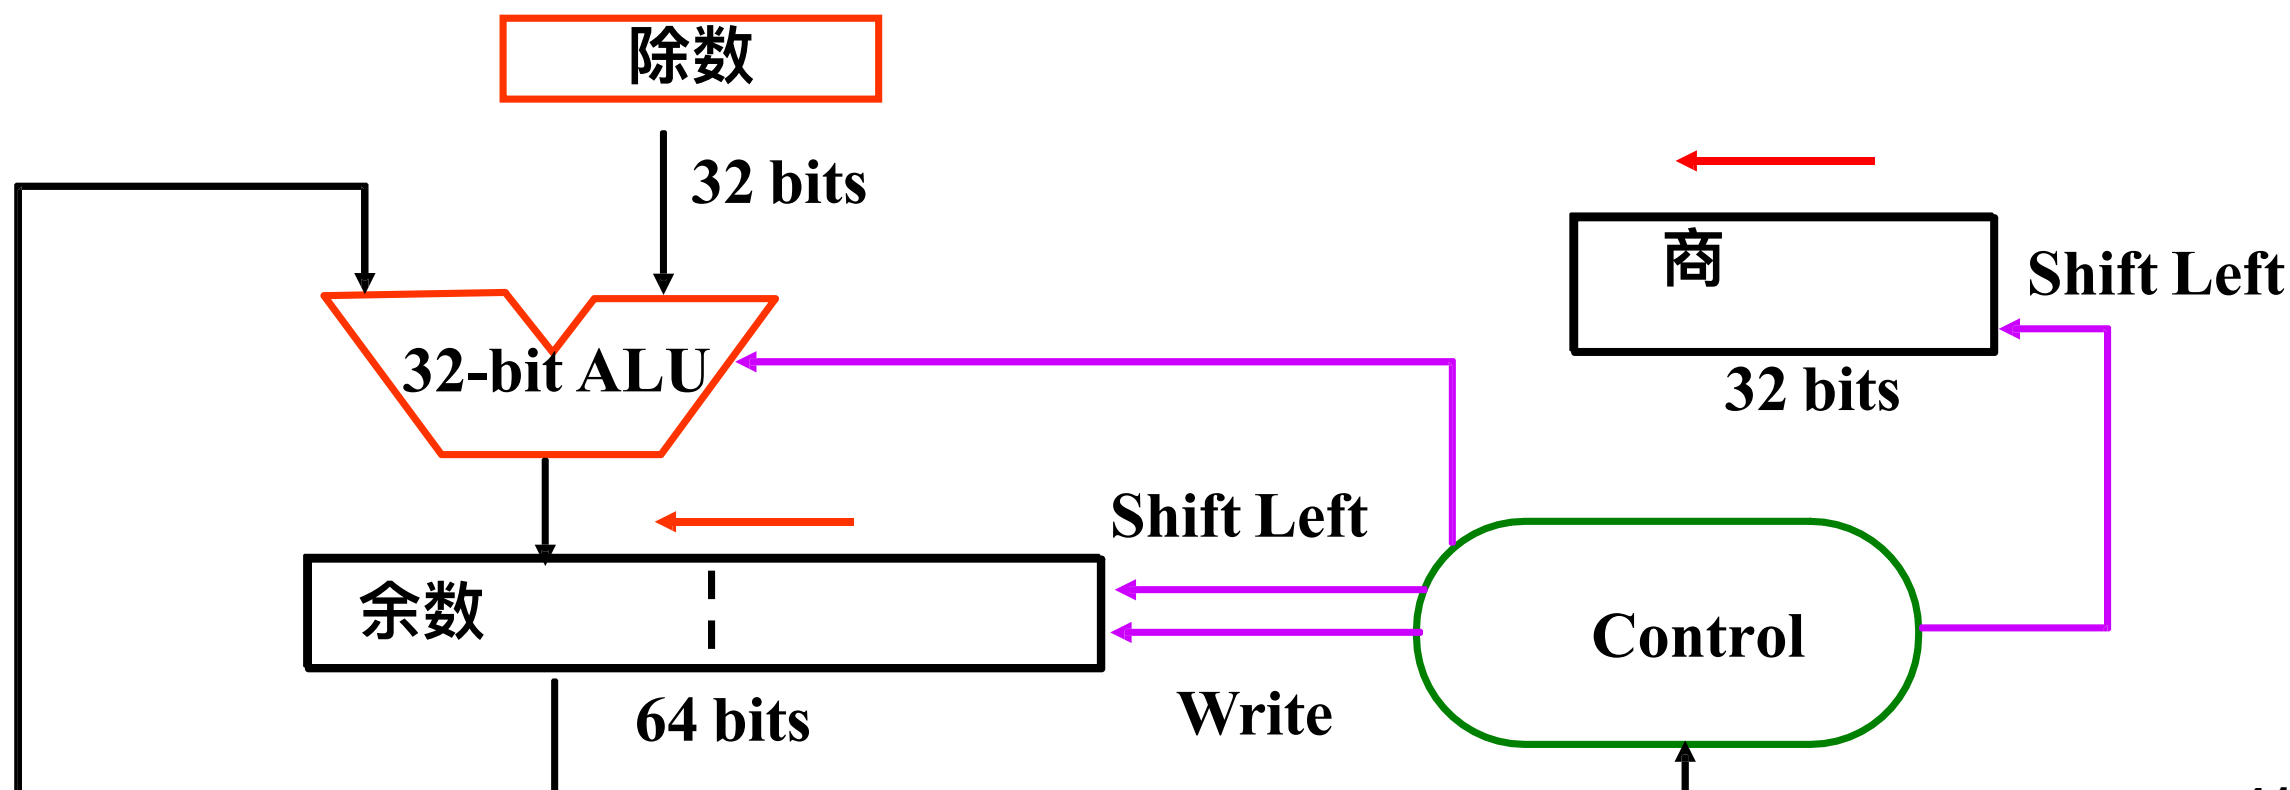 除数
32 bits
商
Shift Left
32-bit ALU
32 bits
Shift Left
余数
Control
64 bits
Write